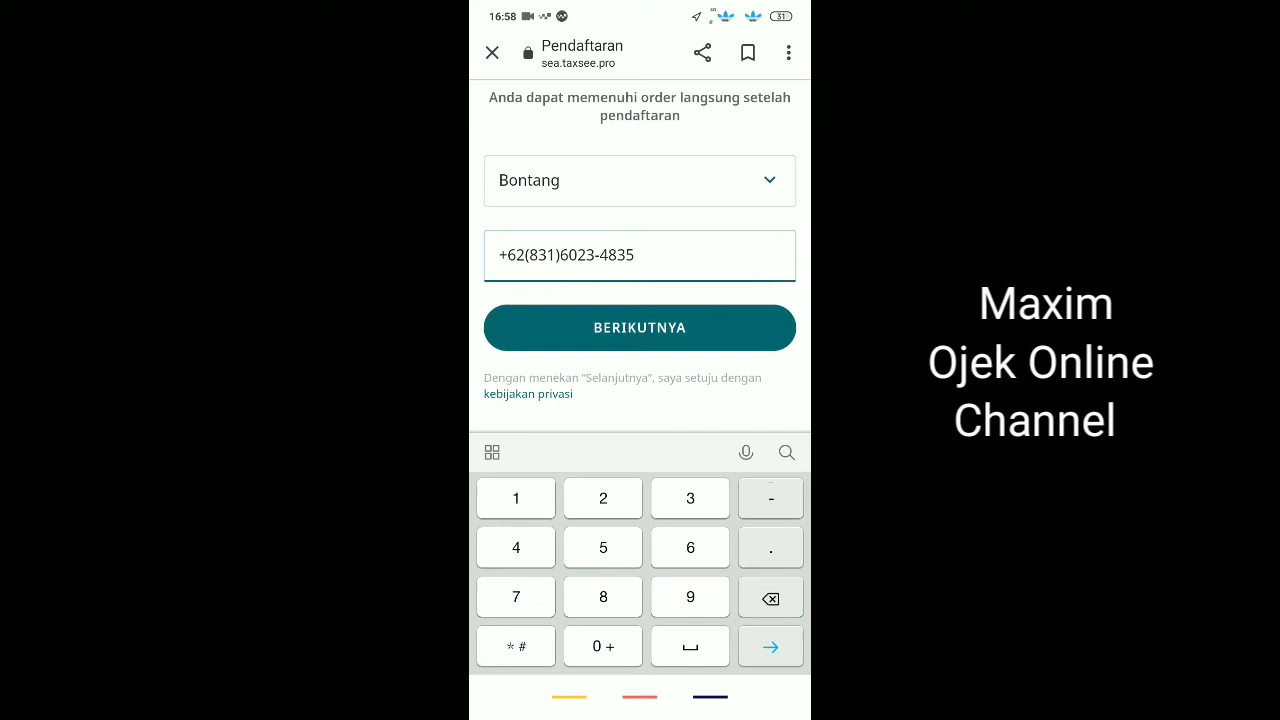 16:58
31
Pendaftaran
sea.taxsee.pro
Anda dapat memenuhi order langsung setelah
pendaftaran
Bontang
+62(831)6023-4835
BERIKUTNYA
Dengan menekan “Selanjutnya”, saya setuju dengan
kebijakan privasi
1 2 3 -
4 5 6 .
7 8 9
* # 0 +
Maxim
Ojek Online
Channel